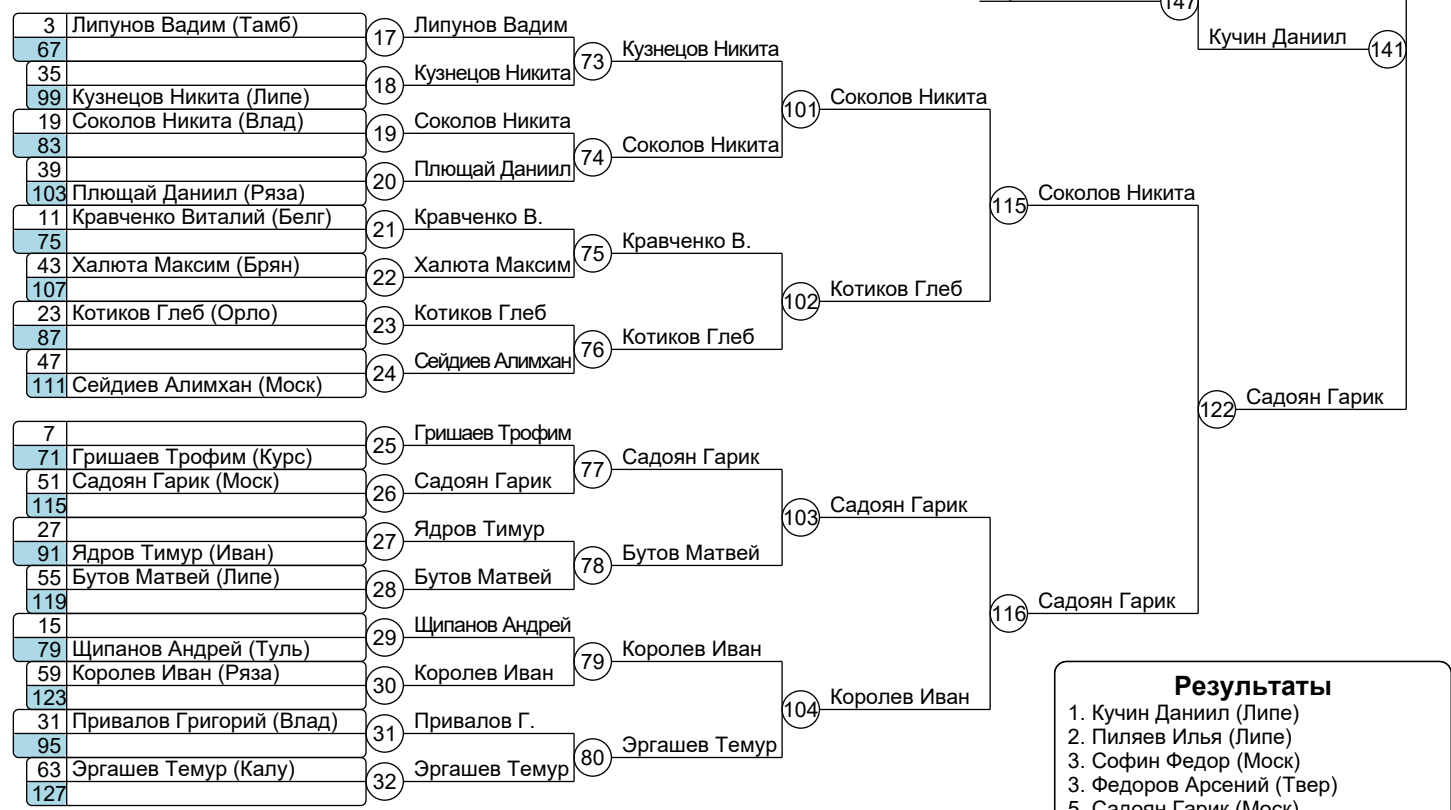 147
Кучин Даниил
141
3 Липунов Вадим (Тамб)
67
17
Липунов Вадим
35
99 Кузнецов Никита (Липе)
18
Кузнецов Никита
73
Кузнецов Никита
19 Соколов Никита (Влад)
83
19
Соколов Никита
39
103 Плющай Даниил (Ряза)
20
Плющай Даниил
74
Соколов Никита
101
Соколов Никита
11 Кравченко Виталий (Белг)
75
21
Кравченко В.
43 Халюта Максим (Брян)
107
22
Халюта Максим
75
Кравченко В.
23 Котиков Глеб (Орло)
87
23
Котиков Глеб
47
111 Сейдиев Алимхан (Моск)
24
Сейдиев Алимхан
76
Котиков Глеб
102
Котиков Глеб
115
Соколов Никита
7
71 Гришаев Трофим (Курс)
25
Гришаев Трофим
51 Садоян Гарик (Моск)
115
26
Садоян Гарик
77
Садоян Гарик
27
91 Ядров Тимур (Иван)
27
Ядров Тимур
55 Бутов Матвей (Липе)
119
28
Бутов Матвей
78
Бутов Матвей
103
Садоян Гарик
15
79 Щипанов Андрей (Туль)
29
Щипанов Андрей
59 Королев Иван (Ряза)
123
30
Королев Иван
79
Королев Иван
31 Привалов Григорий (Влад)
95
31
Привалов Г.
63 Эргашев Темур (Калу)
127
32
Эргашев Темур
80
Эргашев Темур
104
Королев Иван
116
Садоян Гарик
122
Садоян Гарик
Результаты
1. Кучин Даниил (Липе)
2. Пиляев Илья (Липе)
3. Софин Федор (Моск)
3. Федоров Арсений (Твер)
5. Садоян Гарик (Моск)